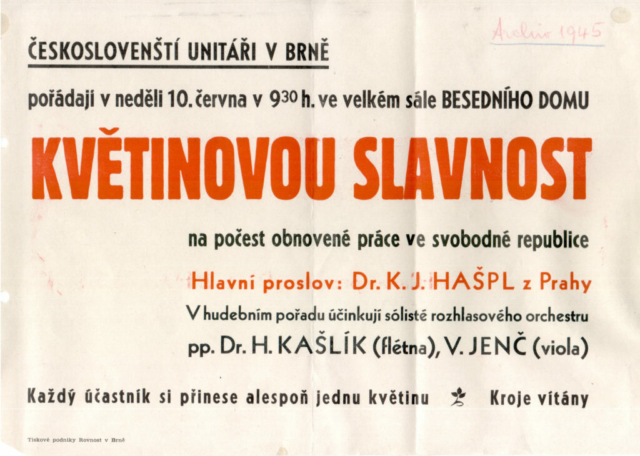 Archiv 1945
ČESKOSLOVENŠTÍ UNITÁŘI V BRNĚ
pořádají v neděli 10. června v 930 h. ve velkém sále BESEDNÍHO DOMU
KVĚTINOVOU SLAVNOST
na počest obnovené práce ve svobodné republice
Hlavní proslov: Dr. K. J. HAŠPL z Prahy
V hudebním pořadu účinkují sólisté rozhlasového orchestru
pp. Dr. H. KAŠLÍK (flétna), V. JENČ (viola)
Každý účastník si přinese alespoň jednu květinu Kroje vítány
Tiskové podniky Rovnost v Brně